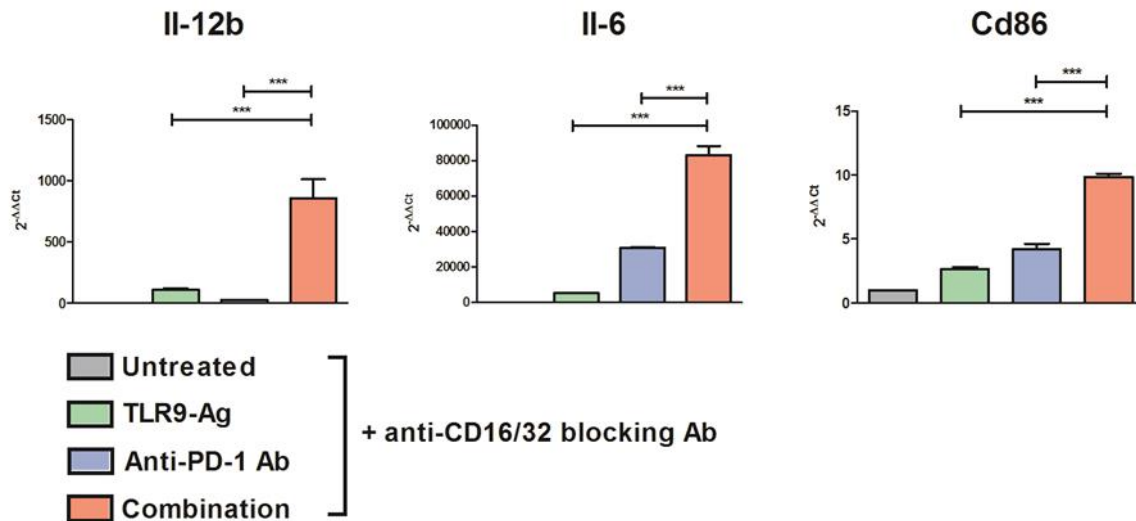 Il-12b
Il-6
Cd86
***
***
2-ΔΔCt
1500
1000
500
0
***
***
2-ΔΔCt
100000
80000
60000
40000
20000
0
***
***
2-ΔΔCt
15
10
5
0
Untreated
TLR9-Ag
Anti-PD-1 Ab
Combination
+ anti-CD16/32 blocking Ab